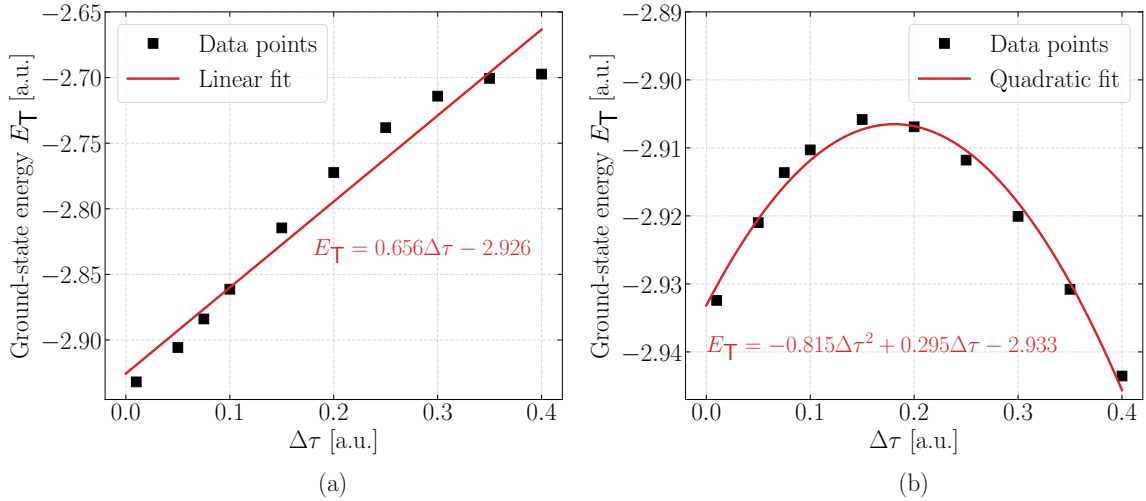 Ground-state energy E_T [a.u.]
−2.65
−2.70
−2.75
−2.80
−2.85
−2.90
Data points
Linear fit
E_T = 0.656Δτ − 2.926
0.0 0.1 0.2 0.3 0.4
Δτ [a.u.]
(a)
Ground-state energy E_T [a.u.]
−2.89
−2.90
−2.91
−2.92
−2.93
−2.94
Data points
Quadratic fit
E_T = −0.815Δτ² + 0.295Δτ − 2.933
0.0 0.1 0.2 0.3 0.4
Δτ [a.u.]
(b)